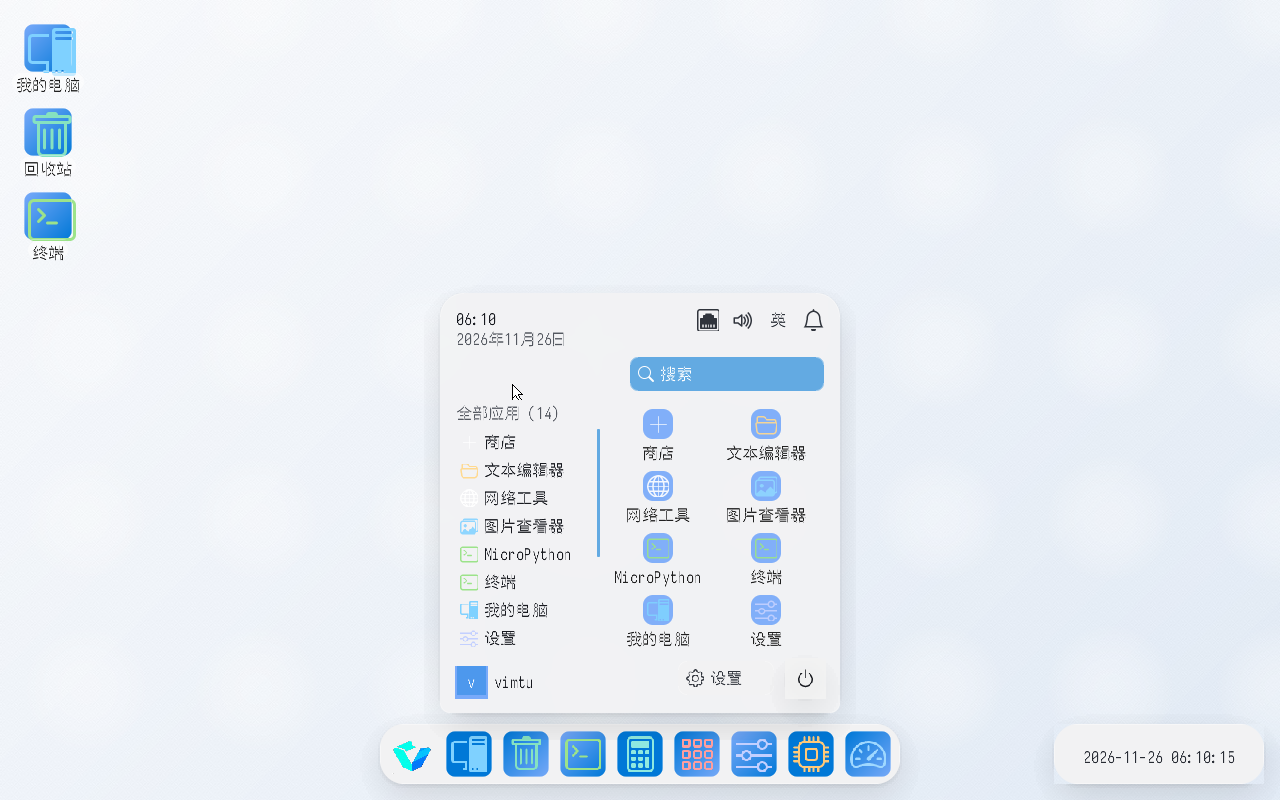 我的电脑
回收站
终端
06:10
2026年11月26日
英
搜索
全部应用 (14)
商店
文本编辑器
网络工具
图片查看器
MicroPython
终端
我的电脑
设置
商店
文本编辑器
网络工具
图片查看器
MicroPython
终端
我的电脑
设置
v
vimtu
设置
2026-11-26 06:10:15